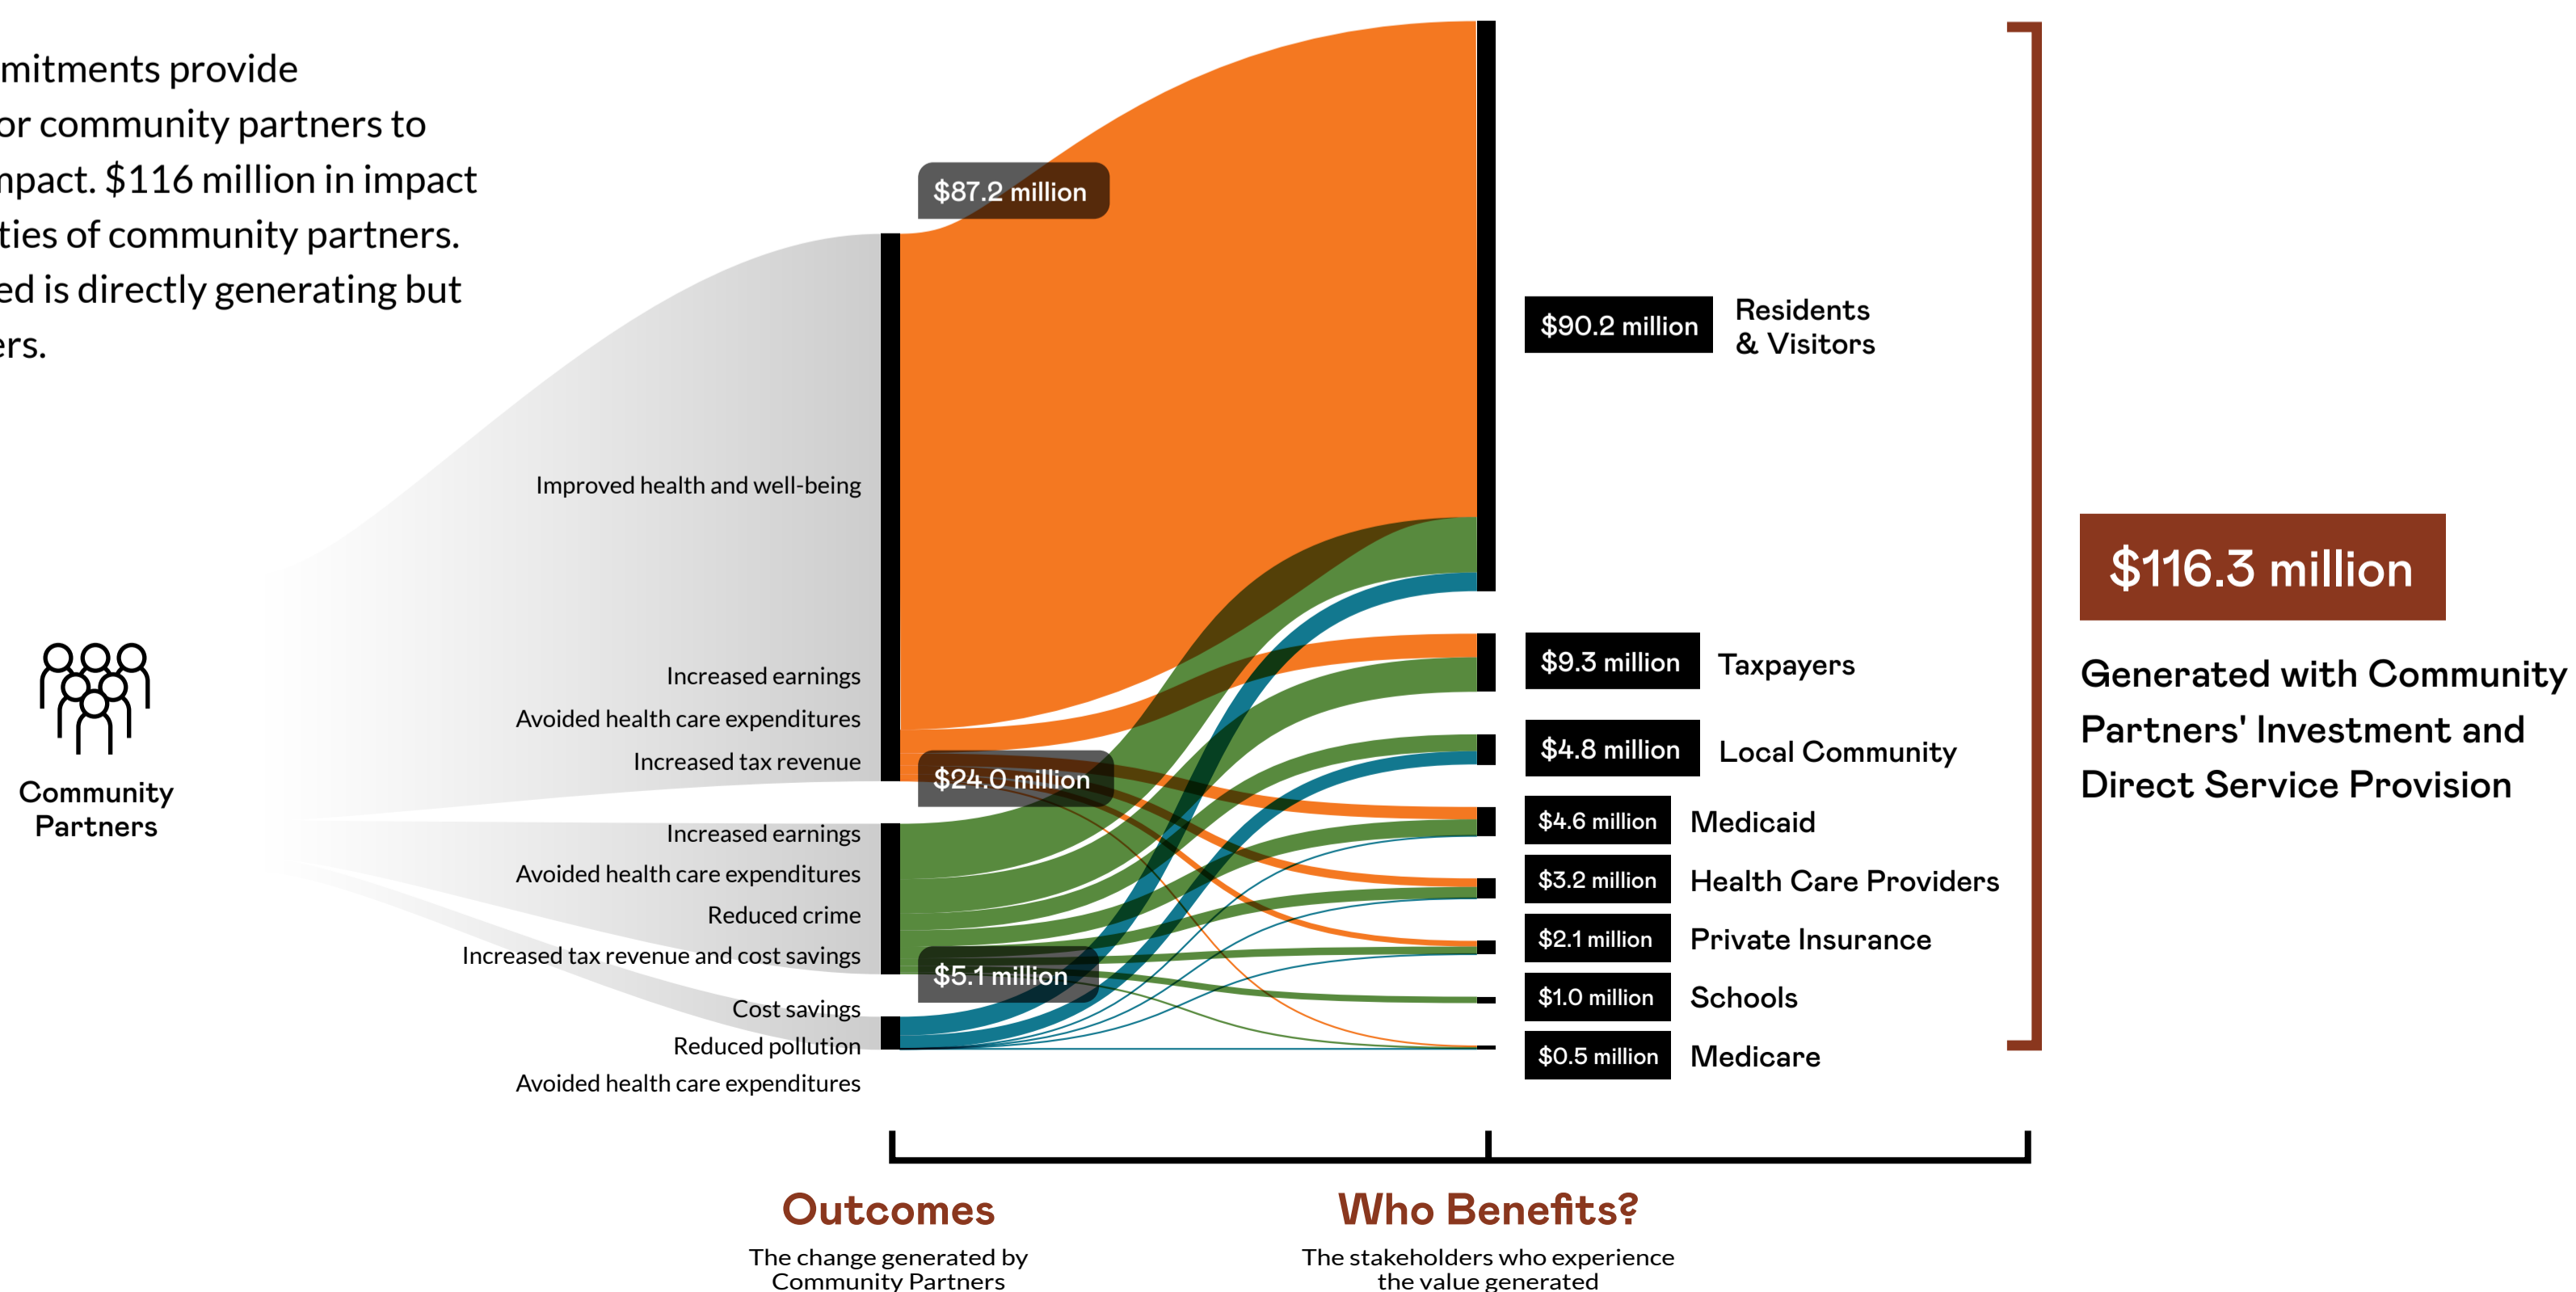 mitments provide
or community partners to
mpact. $116 million in impact
ties of community partners.
ed is directly generating but
ers.
Community
Partners
Improved health and well-being
Increased earnings
Avoided health care expenditures
Increased tax revenue
Increased earnings
Avoided health care expenditures
Reduced crime
Increased tax revenue and cost savings
Cost savings
Reduced pollution
Avoided health care expenditures
$87.2 million
$24.0 million
$5.1 million
$90.2 million
Residents
& Visitors
$9.3 million
Taxpayers
$4.8 million
Local Community
$4.6 million
Medicaid
$3.2 million
Health Care Providers
$2.1 million
Private Insurance
$1.0 million
Schools
$0.5 million
Medicare
$116.3 million
Generated with Community
Partners' Investment and
Direct Service Provision
Outcomes
The change generated by
Community Partners
Who Benefits?
The stakeholders who experience
the value generated